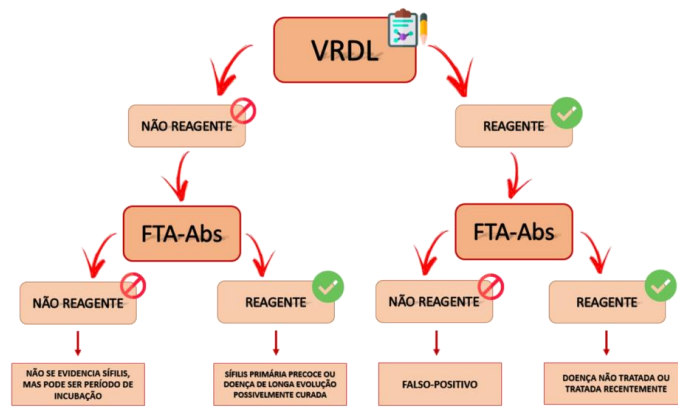 VRDL
NÃO REAGENTE
REAGENTE
FTA-Abs
FTA-Abs
NÃO REAGENTE
REAGENTE
NÃO REAGENTE
REAGENTE
NÃO SE EVIDENCIA SÍFILIS,
MAS PODE SER PERÍODO DE
INCUBAÇÃO
SÍFILIS PRIMÁRIA PRECOCE OU
DOENÇA DE LONGA EVOLUÇÃO
POSSIVELMENTE CURADA
FALSO-POSITIVO
DOENÇA NÃO TRATADA OU
TRATADA RECENTEMENTE